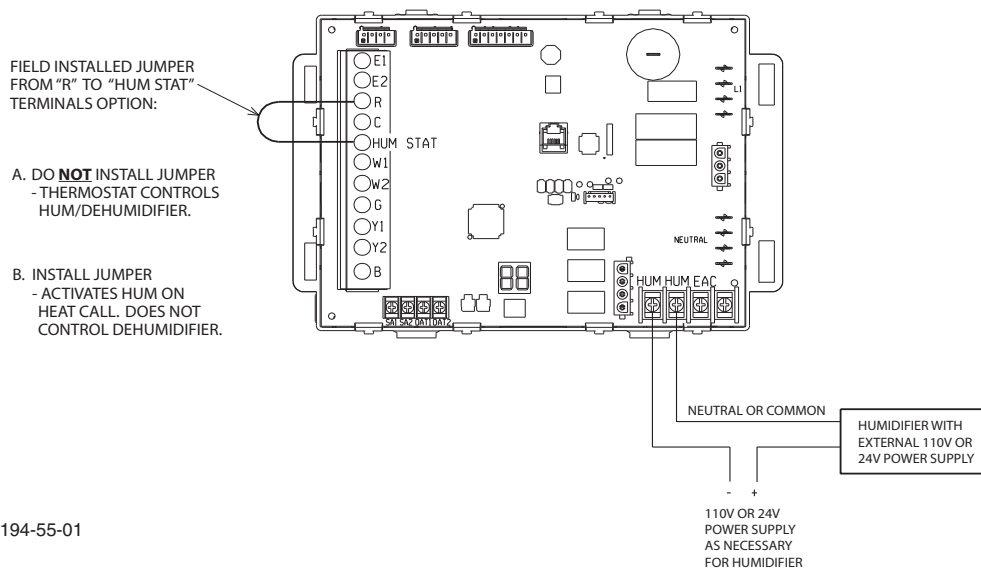 FIELD INSTALLED JUMPER
FROM “R” TO “HUM STAT”
TERMINALS OPTION:
A. DO NOT INSTALL JUMPER
- THERMOSTAT CONTROLS
HUM/DEHUMIDIFIER.
B. INSTALL JUMPER
- ACTIVATES HUM ON
HEAT CALL. DOES NOT
CONTROL DEHUMIDIFIER.
E1
E2
R
C
HUM STAT
W1
W2
G
Y1
Y2
B
SA1 SA2 OAT1 OAT2
L1
NEUTRAL
HUM HUM EAC
NEUTRAL OR COMMON
HUMIDIFIER WITH
EXTERNAL 110V OR
24V POWER SUPPLY
- +
110V OR 24V
POWER SUPPLY
AS NECESSARY
FOR HUMIDIFIER
194-55-01